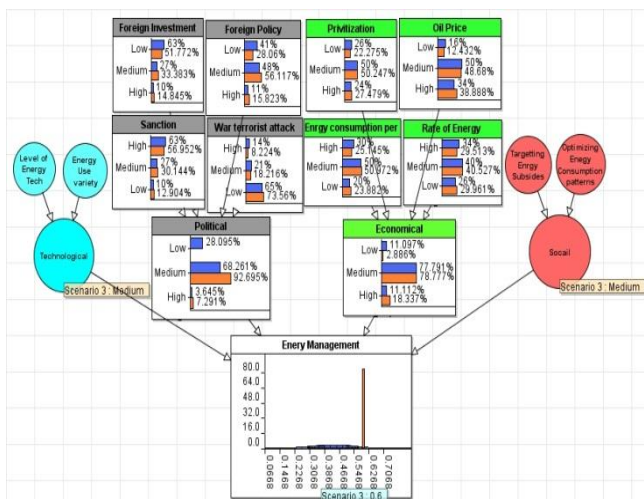 Foreign Investment
Low 63%
51.772%
Medium 27%
33.383%
High 10%
14.845%
Foreign Policy
Low 41%
28.06%
Medium 48%
56.117%
High 11%
15.823%
Privitization
Low 26%
22.275%
Medium 50%
50.247%
High 24%
27.479%
Oil Price
Low 16%
12.432%
Medium 50%
48.68%
High 34%
38.888%
Sanction
High 63%
56.952%
Medium 27%
30.144%
Low 10%
12.904%
War terrorist attack
High 14%
8.224%
Medium 21%
18.216%
Low 65%
73.56%
Enrgy consumption per
High 30%
25.145%
Medium 50%
50.972%
Low 20%
23.882%
Rate of Energy
High 34%
29.513%
Medium 40%
40.527%
Low 26%
29.961%
Level of
Energy
Tech
Energy
Use
variety
Targetting
Enrgy
Subsides
Optimizing
Enegy
Consumption
patterns
Technological
Scenario 3 : Medium
Political
Low 28.095%
Medium 68.261%
92.695%
High 3.645%
7.291%
Economical
Low 11.097%
2.886%
Medium 77.791%
78.777%
High 11.112%
18.337%
Socail
Scenario 3 : Medium
Enery Management
80.0
64.0
48.0
32.0
16.0
0.0
0.0668
0.1468
0.2268
0.3068
0.3868
0.4668
0.5468
0.6268
0.7068
Scenario 3 : 0.6